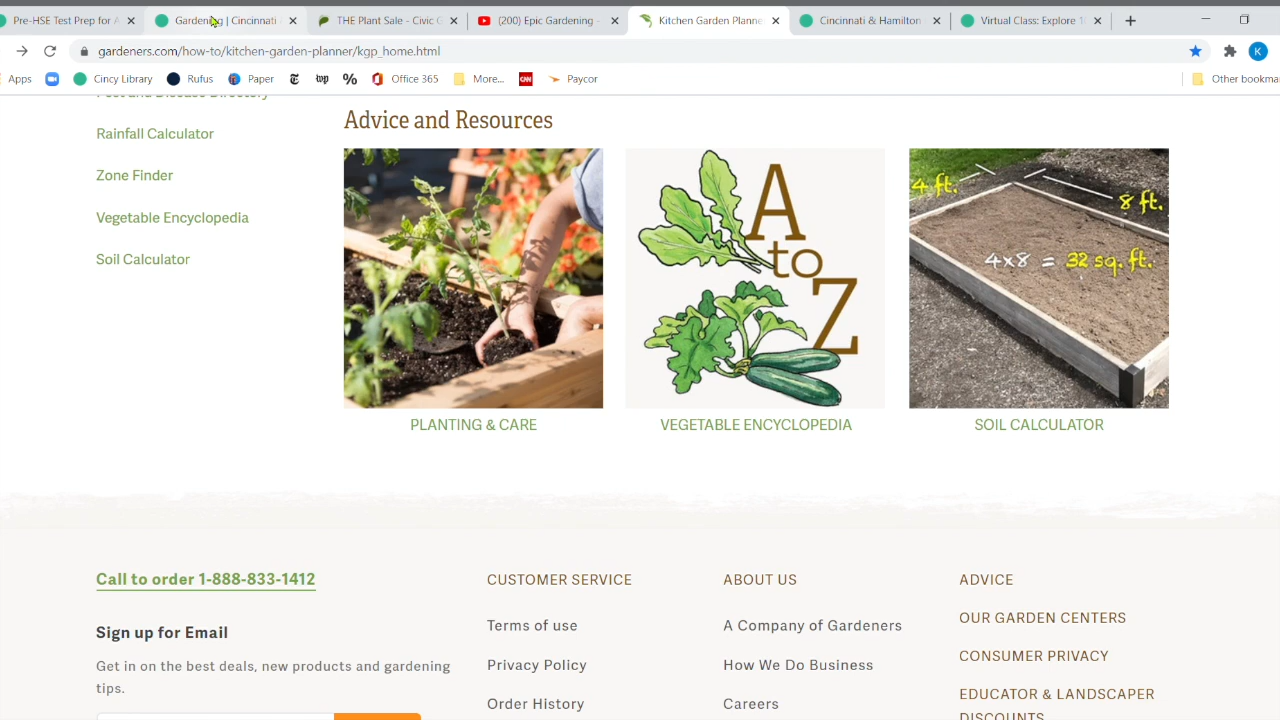 Pre-HSE Test Prep for A
Gardening | Cincinnati
THE Plant Sale - Civic G
(200) Epic Gardening -
Kitchen Garden Planne
Cincinnati & Hamilton
Virtual Class: Explore 1
gardeners.com/how-to/kitchen-garden-planner/kgp_home.html
K
Apps
Cincy Library
Rufus
Paper
wp
%
Office 365
More...
CNN
Paycor
Other bookma
Rainfall Calculator
Zone Finder
Vegetable Encyclopedia
Soil Calculator
Advice and Resources
A
to
Z
4 ft.
8 ft.
4x8 = 32 sq. ft.
PLANTING & CARE
VEGETABLE ENCYCLOPEDIA
SOIL CALCULATOR
Call to order 1-888-833-1412
Sign up for Email
Get in on the best deals, new products and gardening
tips.
CUSTOMER SERVICE
Terms of use
Privacy Policy
Order History
ABOUT US
A Company of Gardeners
How We Do Business
Careers
ADVICE
OUR GARDEN CENTERS
CONSUMER PRIVACY
EDUCATOR & LANDSCAPER
DISCOUNTS